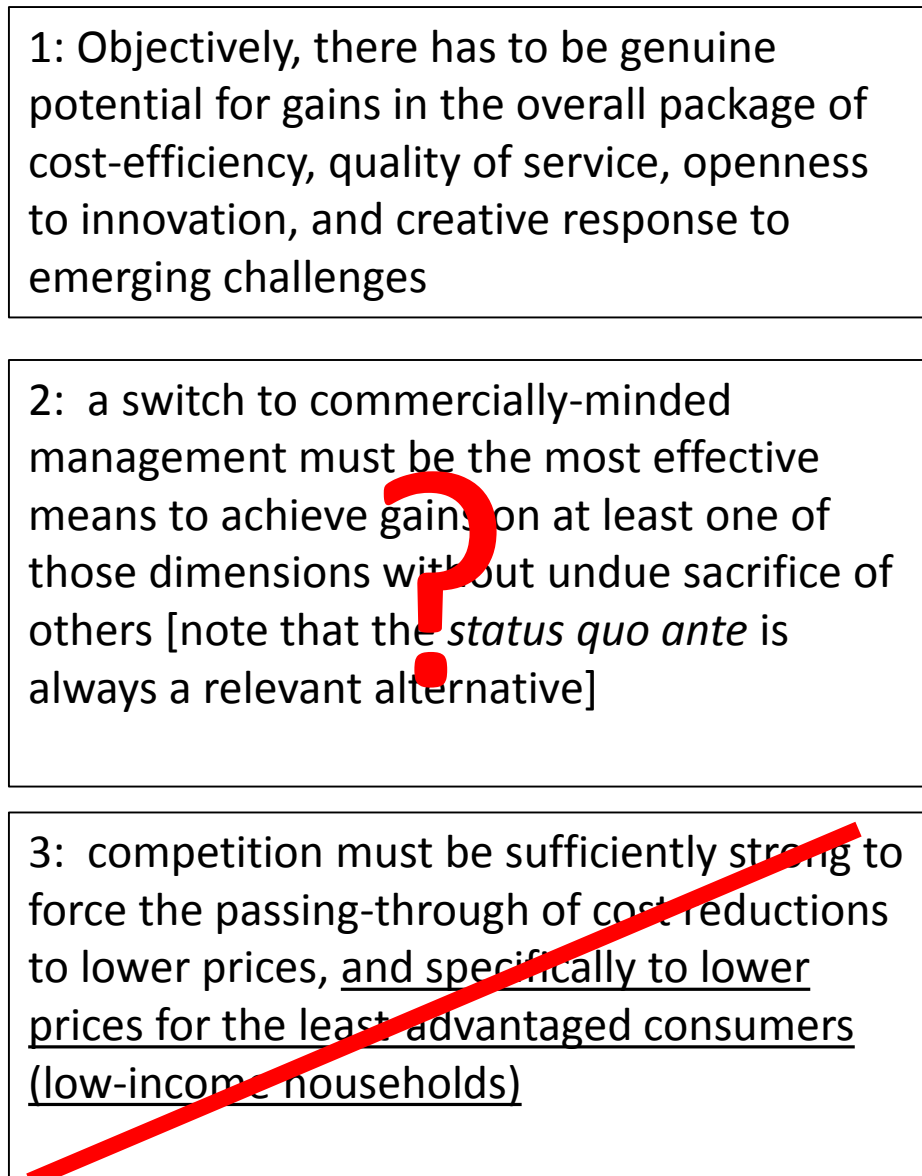 1: Objectively, there has to be genuine
potential for gains in the overall package of
cost-efficiency, quality of service, openness
to innovation, and creative response to
emerging challenges
2:  a switch to commercially-minded
management must be the most effective
means to achieve gains on at least one of
those dimensions without undue sacrifice of
others [note that the status quo ante is
always a relevant alternative]
?
3:  competition must be sufficiently strong to
force the passing-through of cost reductions
to lower prices, and specifically to lower
prices for the least-advantaged consumers
(low-income households)